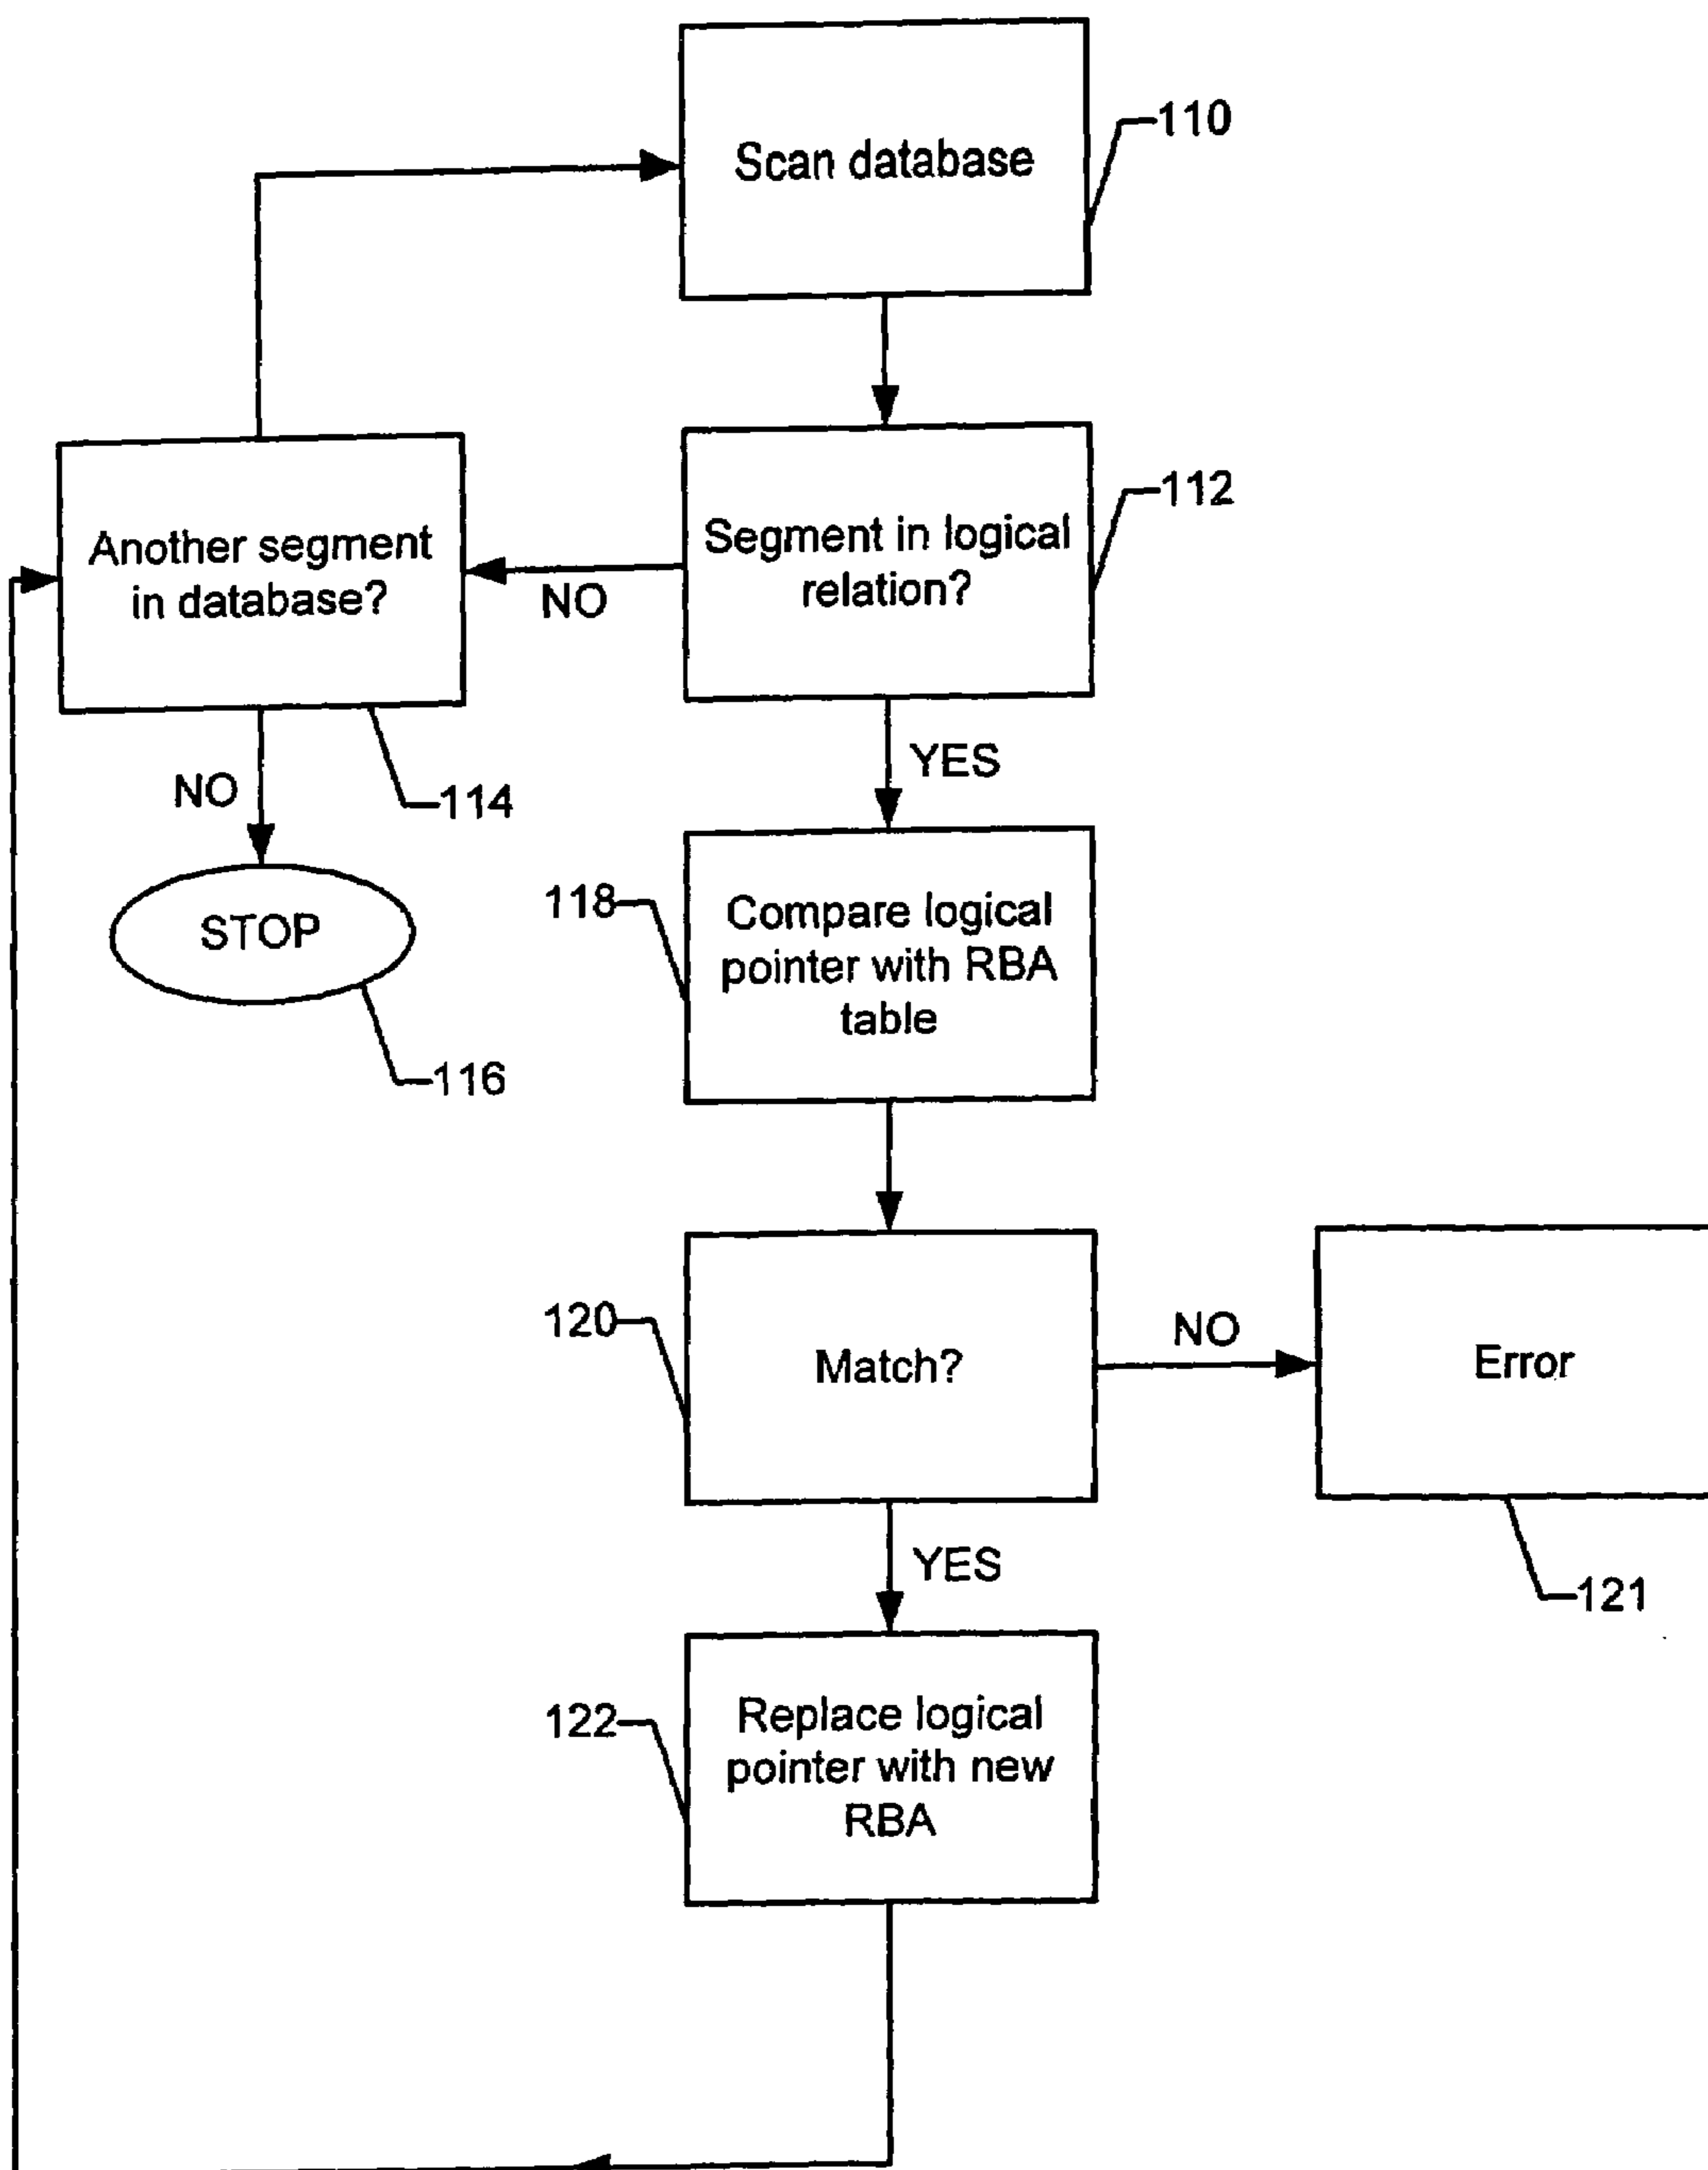 Scan database
110
Segment in logical
relation?
112
Another segment
in database?
NO
NO
114
YES
STOP
116
118
Compare logical
pointer with RBA
table
120
Match?
NO
Error
121
YES
122
Replace logical
pointer with new
RBA